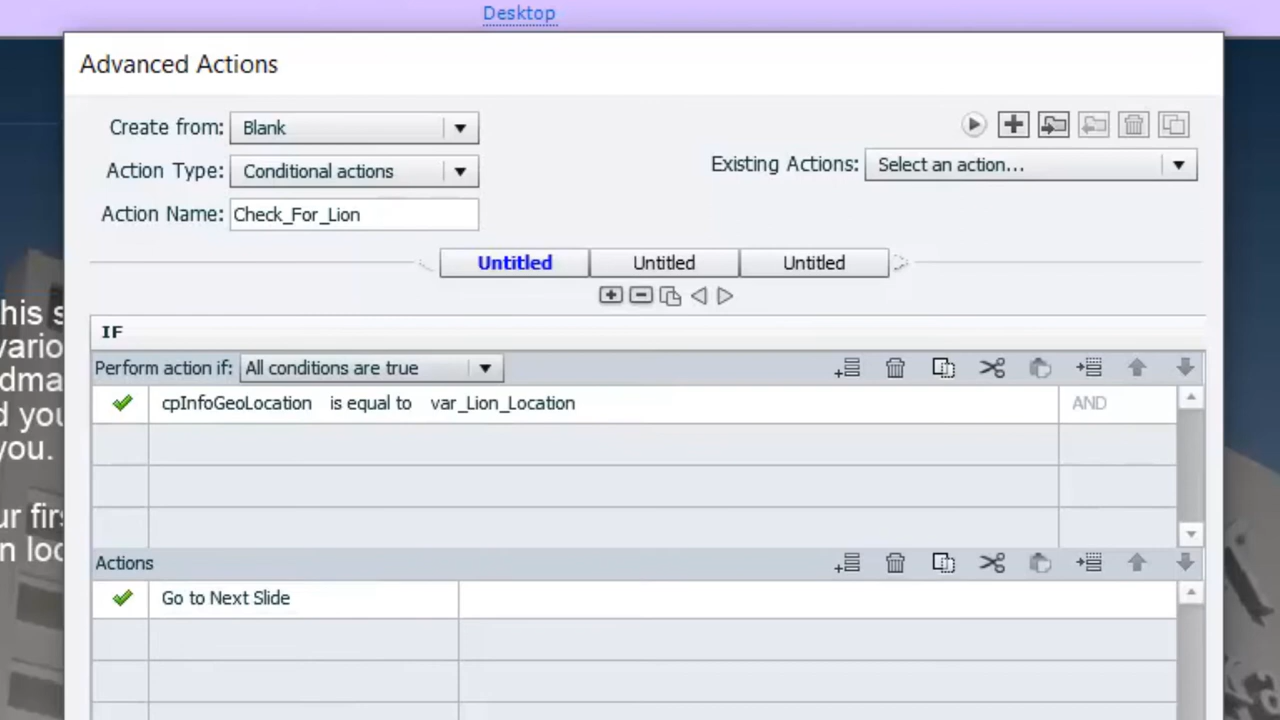 Desktop
Advanced Actions
Create from: Blank
Action Type: Conditional actions
Existing Actions: Select an action...
Action Name: Check_For_Lion
Untitled Untitled Untitled
IF
Perform action if: All conditions are true
cpInfoGeoLocation is equal to var_Lion_Location AND
Actions
Go to Next Slide
you.